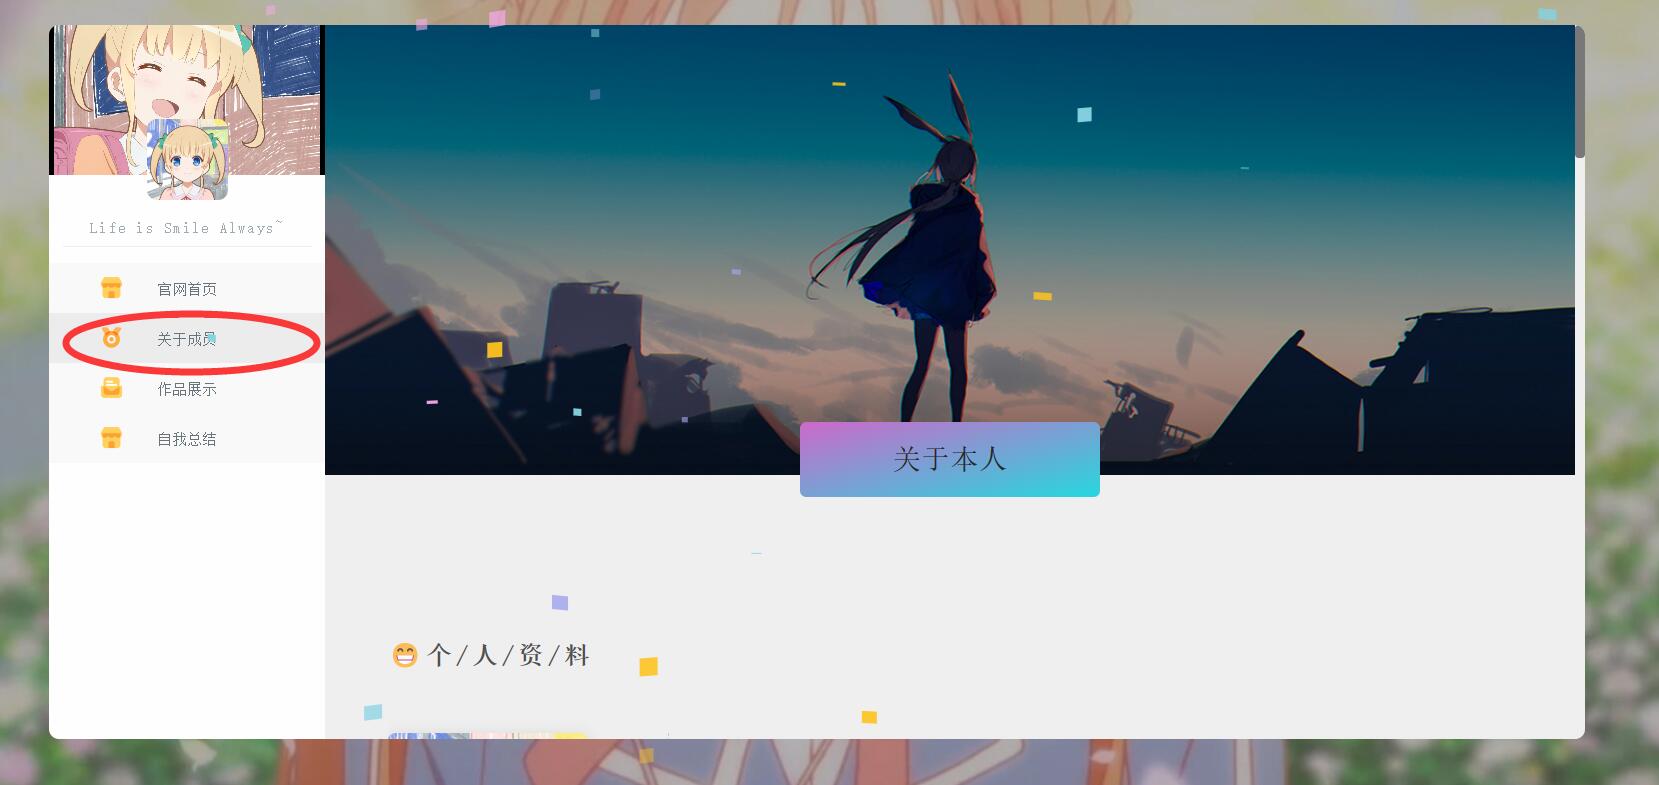 Life is Smile Always~
官网首页
关于成员
作品展示
自我总结
关于本人
个/人/资/料